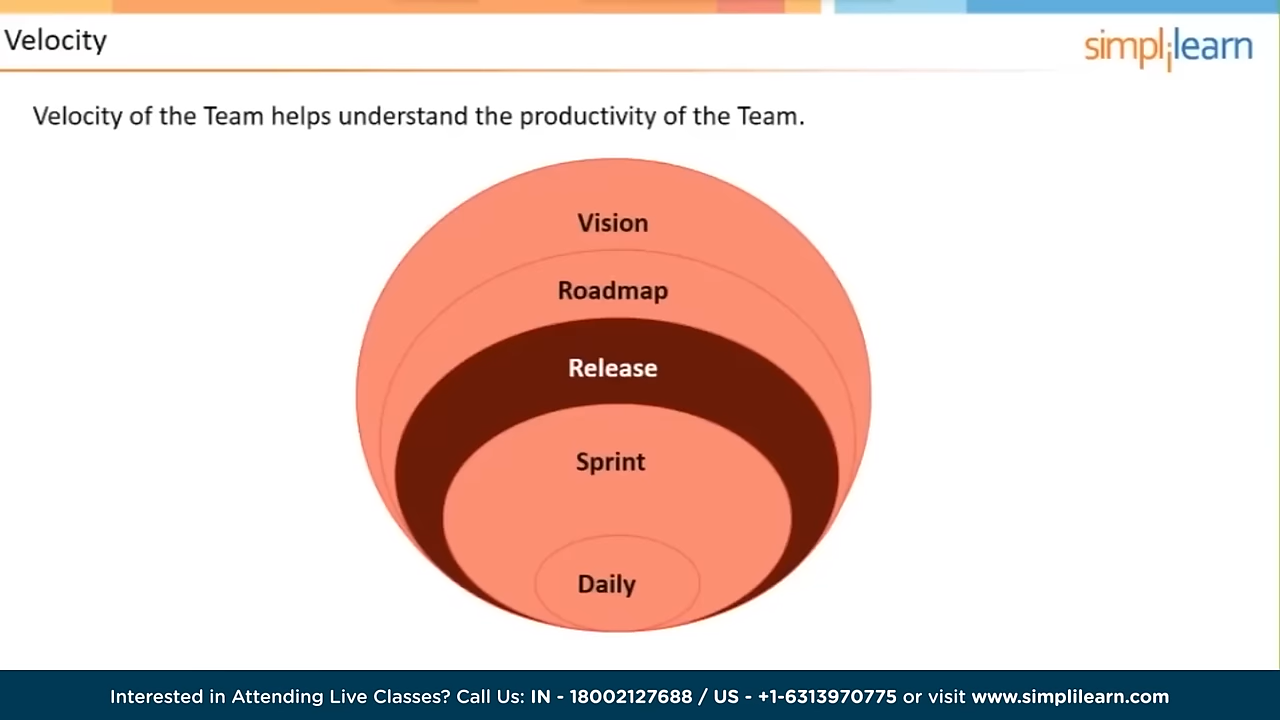 Velocity
simplilearn
Velocity of the Team helps understand the productivity of the Team.
Vision
Roadmap
Release
Sprint
Daily
Interested in Attending Live Classes? Call Us: IN - 18002127688 / US - +1-6313970775 or visit www.simplilearn.com